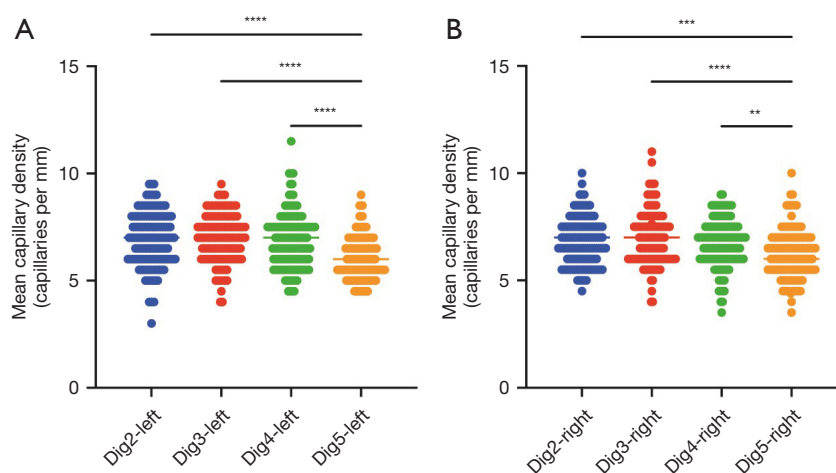 A
****
****
****
15
10
5
0
Mean capillary density
(capillaries per mm)
Dig2-left
Dig3-left
Dig4-left
Dig5-left
B
***
****
**
15
10
5
0
Mean capillary density
(capillaries per mm)
Dig2-right
Dig3-right
Dig4-right
Dig5-right